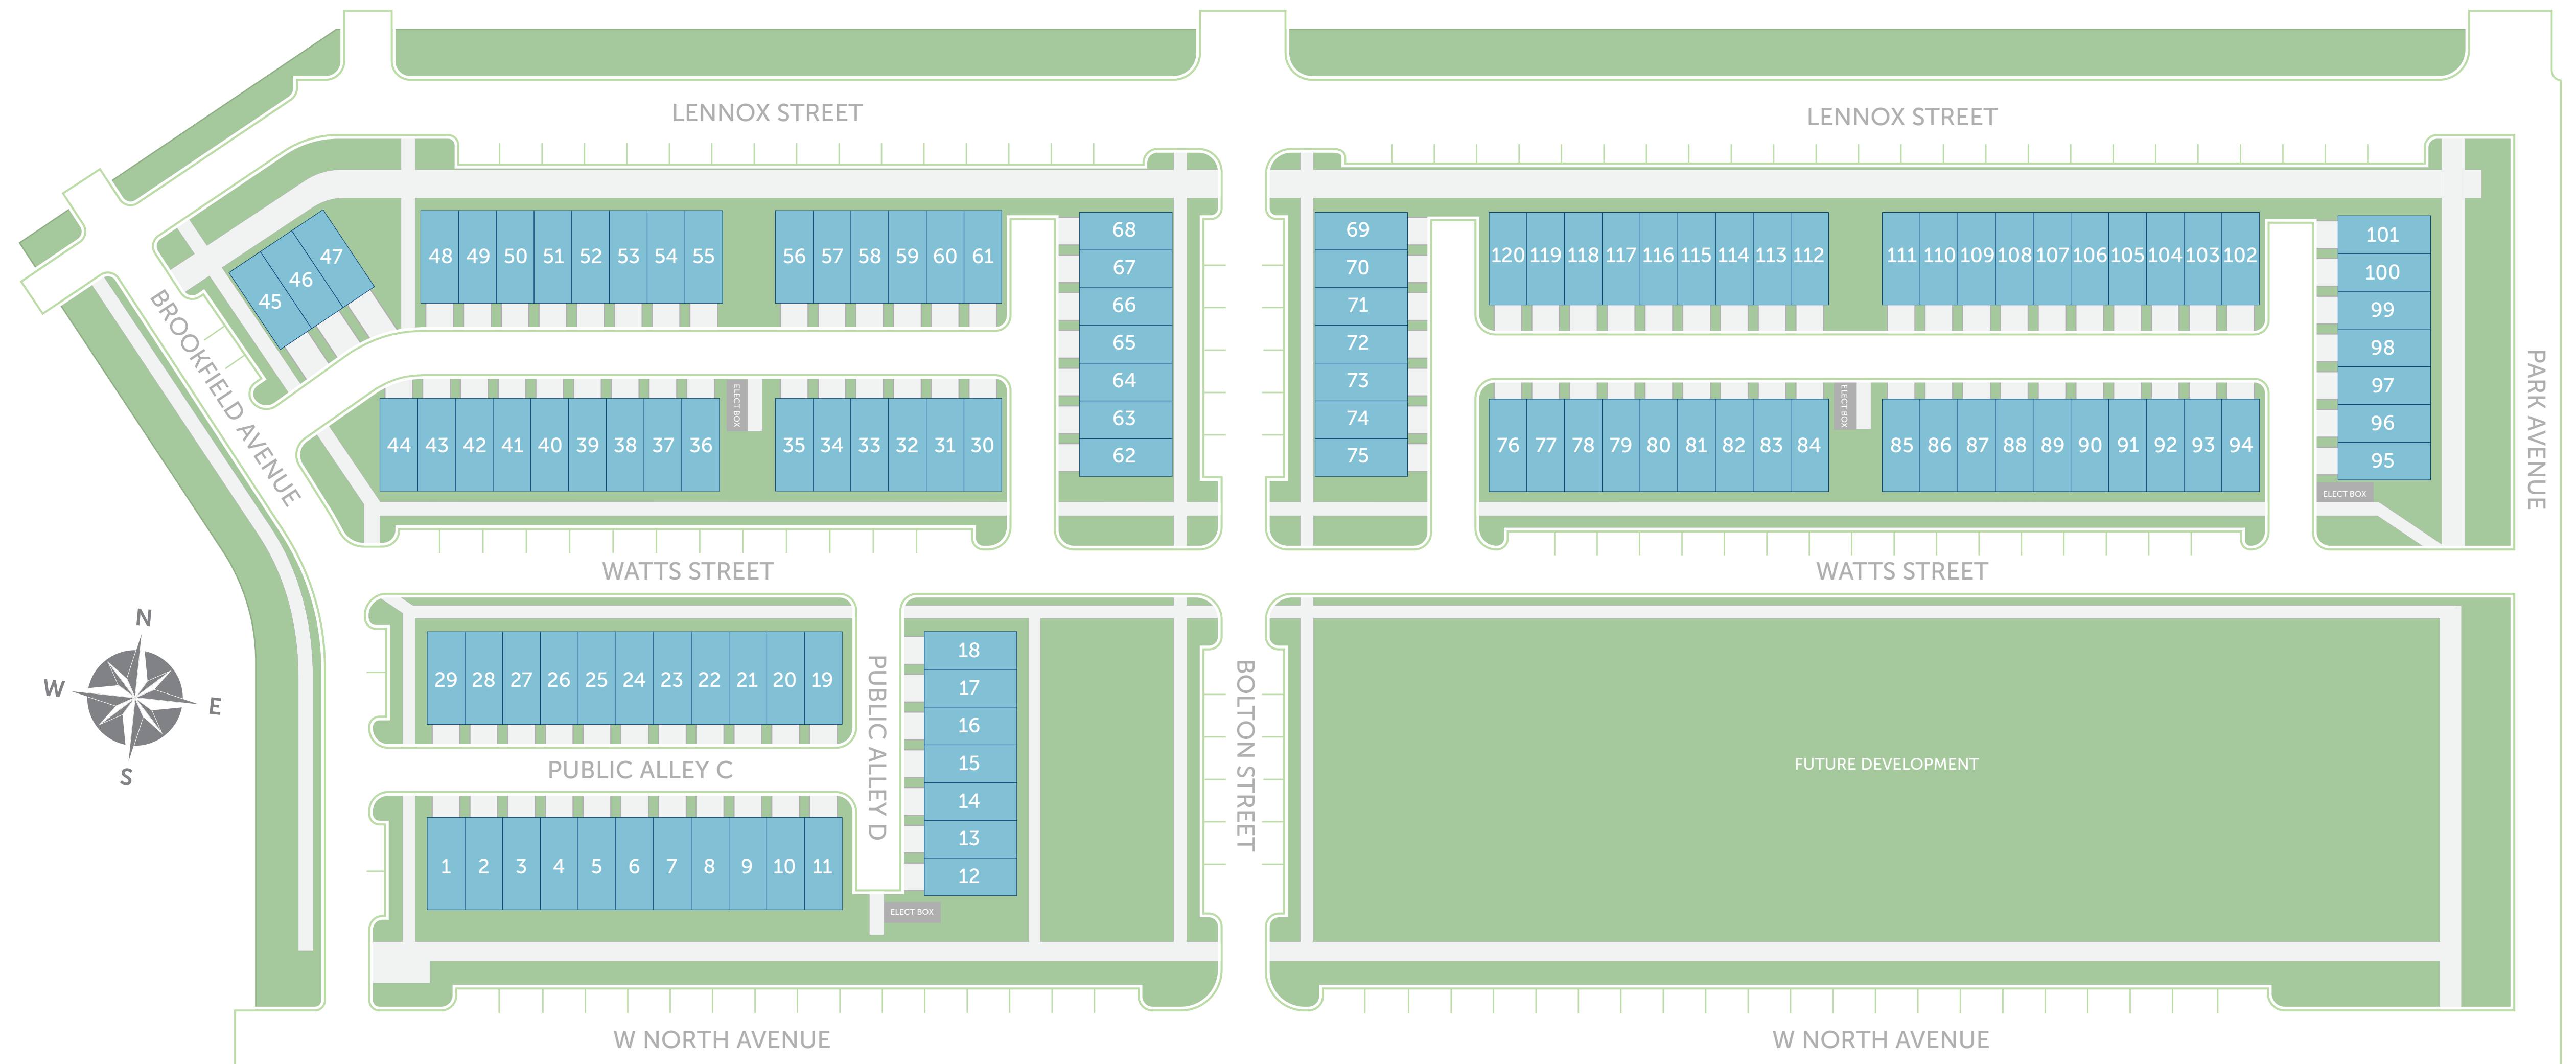 LENNOX STREET
LENNOX STREET
47
46
45
48 49 50 51 52 53 54 55
56 57 58 59 60 61
68
67
66
65
64
63
62
69
70
71
72
73
74
75
120 119 118 117 116 115 114 113 112
111 110 109 108 107 106 105 104 103 102
101
100
99
98
97
96
95
ELECT BOX
BROOKFIELD AVENUE
44 43 42 41 40 39 38 37 36
ELECT BOX
35 34 33 32 31 30
76 77 78 79 80 81 82 83 84
ELECT BOX
85 86 87 88 89 90 91 92 93 94
PARK AVENUE
WATTS STREET
WATTS STREET
N
W
E
S
29 28 27 26 25 24 23 22 21 20 19
PUBLIC ALLEY C
PUBLIC ALLEY D
1 2 3 4 5 6 7 8 9 10 11
18
17
16
15
14
13
12
ELECT BOX
BOLTON STREET
FUTURE DEVELOPMENT
W NORTH AVENUE
W NORTH AVENUE